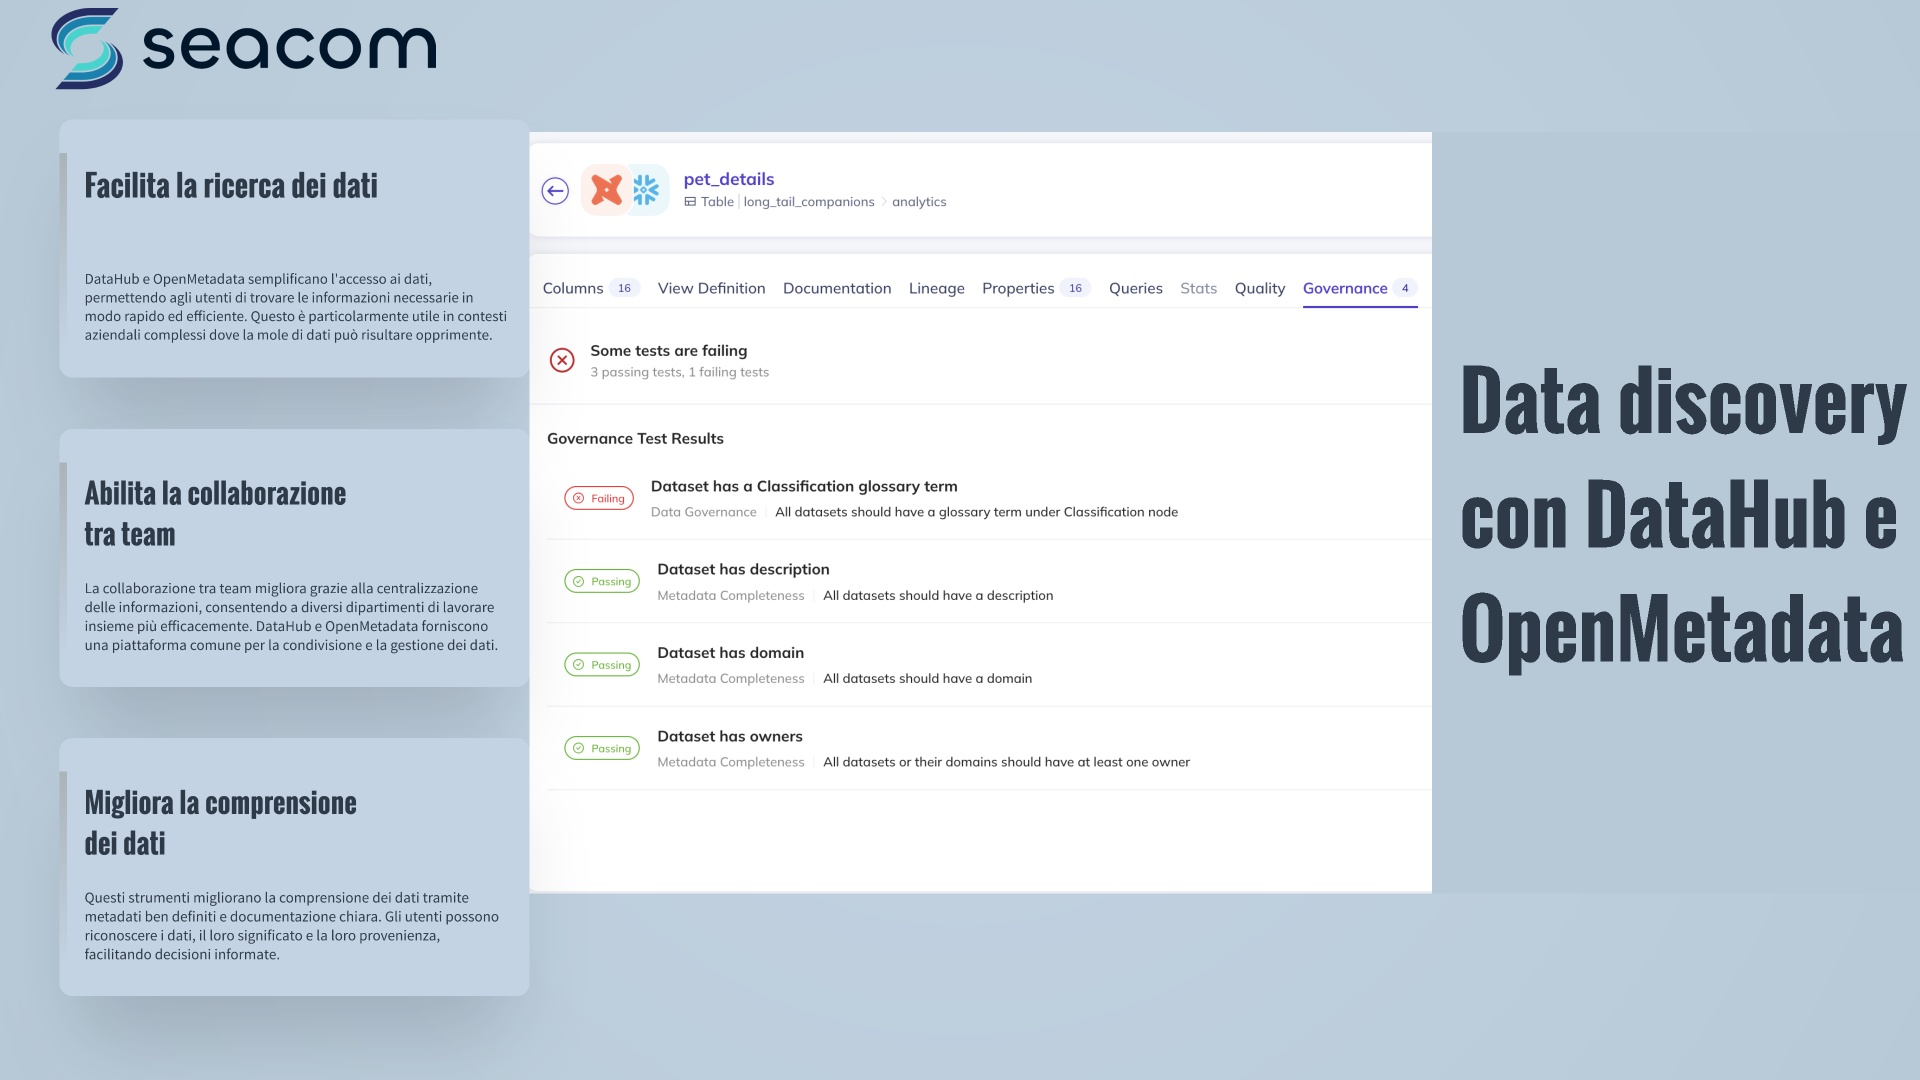 seacom
Facilita la ricerca dei dati
DataHub e OpenMetadata semplificano l'accesso ai dati,
permettendo agli utenti di trovare le informazioni necessarie in
modo rapido ed efficiente. Questo è particolarmente utile in contesti
aziendali complessi dove la mole di dati può risultare opprimente.
Abilita la collaborazione
tra team
La collaborazione tra team migliora grazie alla centralizzazione
delle informazioni, consentendo a diversi dipartimenti di lavorare
insieme più efficacemente. DataHub e OpenMetadata forniscono
una piattaforma comune per la condivisione e la gestione dei dati.
Migliora la comprensione
dei dati
Questi strumenti migliorano la comprensione dei dati tramite
metadati ben definiti e documentazione chiara. Gli utenti possono
riconoscere i dati, il loro significato e la loro provenienza,
facilitando decisioni informate.
pet_details
Table long_tail_companions analytics
Columns 16 View Definition Documentation Lineage Properties 16 Queries Stats Quality Governance 4
Some tests are failing
3 passing tests, 1 failing tests
Governance Test Results
Failing Dataset has a Classification glossary term
Data Governance All datasets should have a glossary term under Classification node
Passing Dataset has description
Metadata Completeness All datasets should have a description
Passing Dataset has domain
Metadata Completeness All datasets should have a domain
Passing Dataset has owners
Metadata Completeness All datasets or their domains should have at least one owner
Data discovery
con DataHub e
OpenMetadata